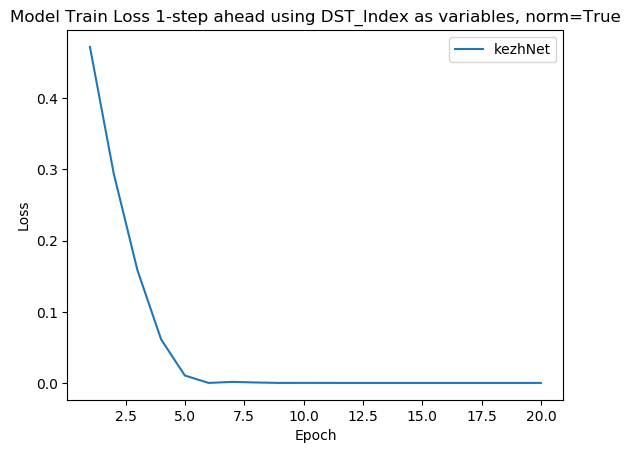 Model Train Loss 1-step ahead using DST_Index as variables, norm=True
kezhNet
Loss
0.4
0.3
0.2
0.1
0.0
2.5 5.0 7.5 10.0 12.5 15.0 17.5 20.0
Epoch